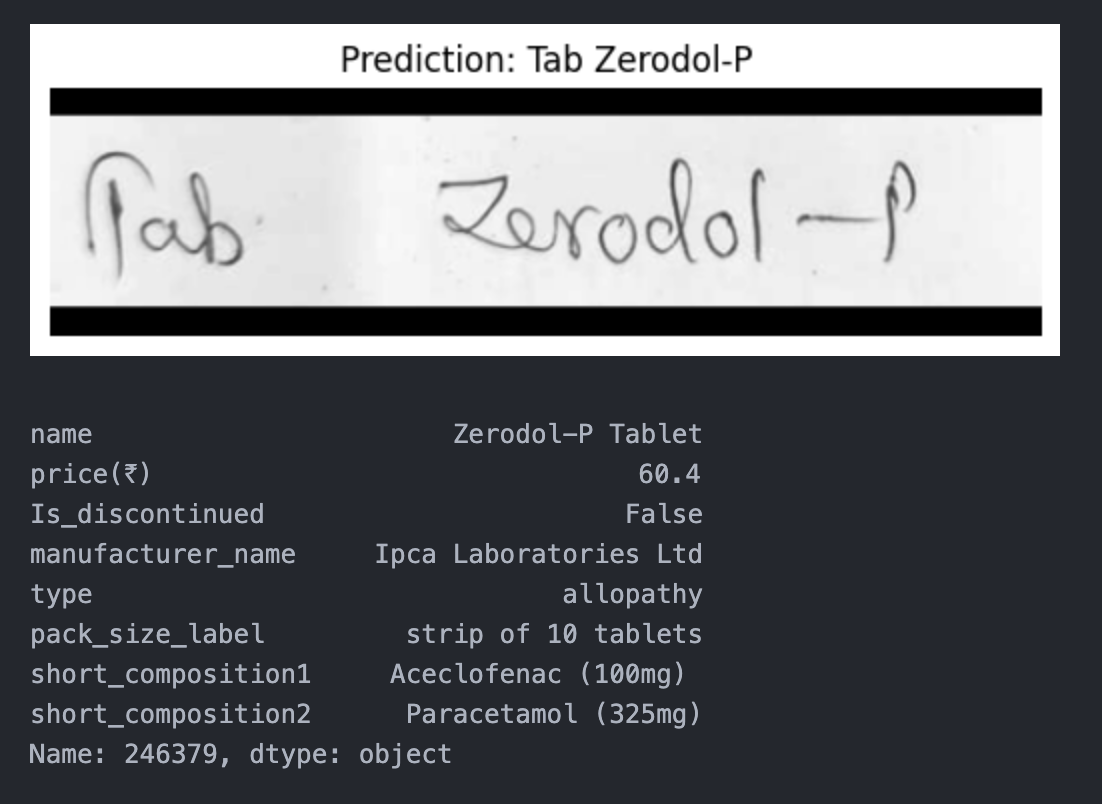 Prediction: Tab Zerodol-P
Tab Zerodol-P
name Zerodol-P Tablet
price(₹) 60.4
Is_discontinued False
manufacturer_name Ipca Laboratories Ltd
type allopathy
pack_size_label strip of 10 tablets
short_composition1 Aceclofenac (100mg)
short_composition2 Paracetamol (325mg)
Name: 246379, dtype: object